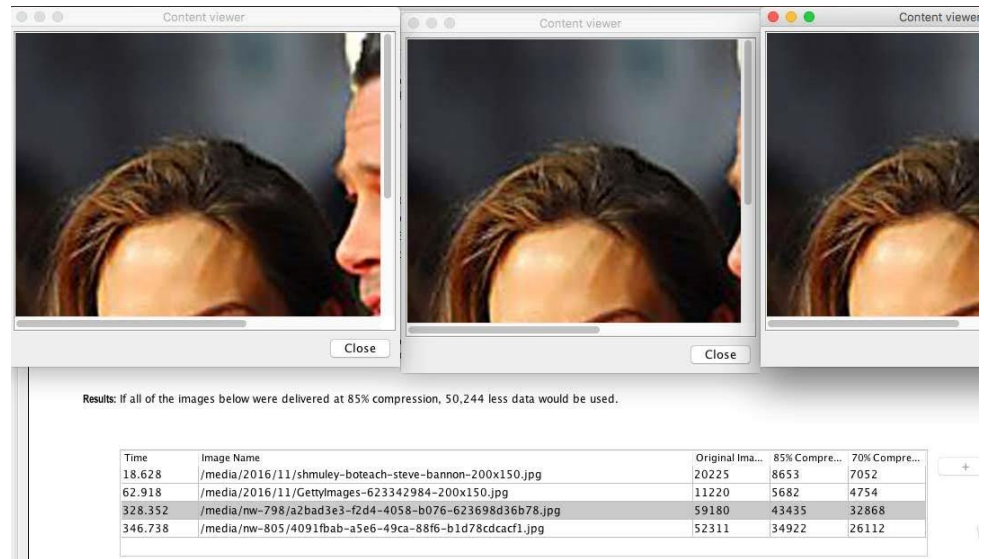 Content viewer
Content viewer
Content viewer
Close
Close
Results: If all of the images below were delivered at 85% compression, 50,244 less data would be used.
Time Image Name Original Ima... 85% Compre... 70% Compre...
18.628 /media/2016/11/shmuley-boteach-steve-bannon-200x150.jpg 20225 8653 7052
62.918 /media/2016/11/GettyImages-623342984-200x150.jpg 11220 5682 4754
328.352 /media/nw-798/a2bad3e3-f2d4-4058-b076-623698d36b78.jpg 59180 43435 32868
346.738 /media/nw-805/4091fbab-a5e6-49ca-88f6-b1d78cdcacf1.jpg 52311 34922 26112
+